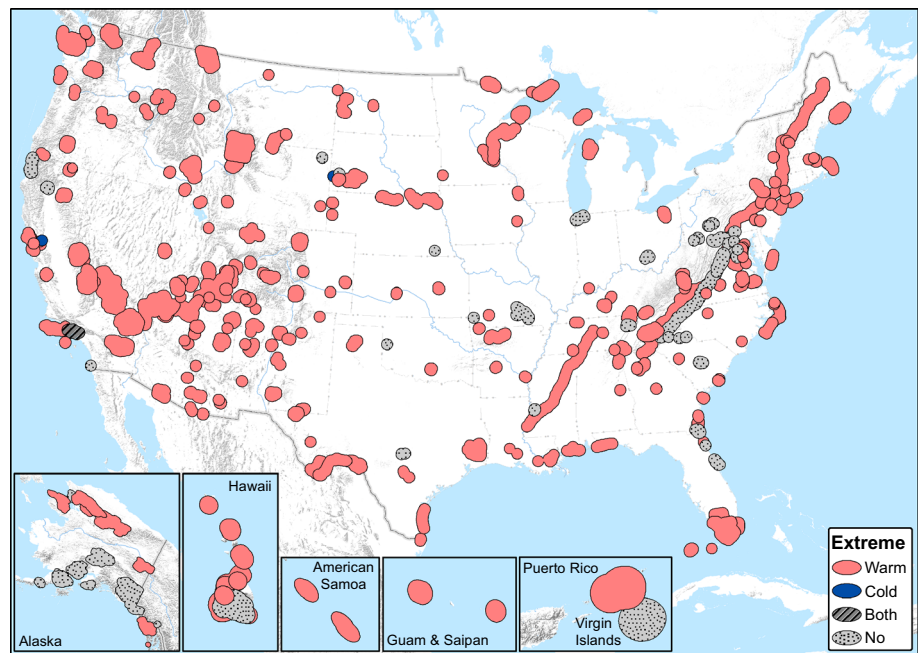 Hawaii
American
Samoa
Puerto Rico
Virgin
Islands
Alaska
Guam & Saipan
Extreme
Warm
Cold
Both
No